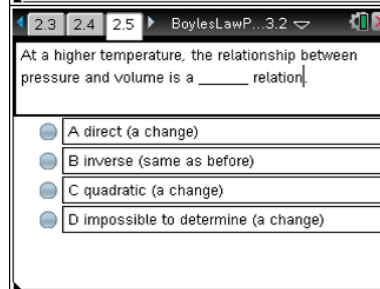 2.3 2.4 2.5 BoylesLawP...3.2
At a higher temperature, the relationship between
pressure and volume is a ______ relation.
A direct (a change)
B inverse (same as before)
C quadratic (a change)
D impossible to determine (a change)